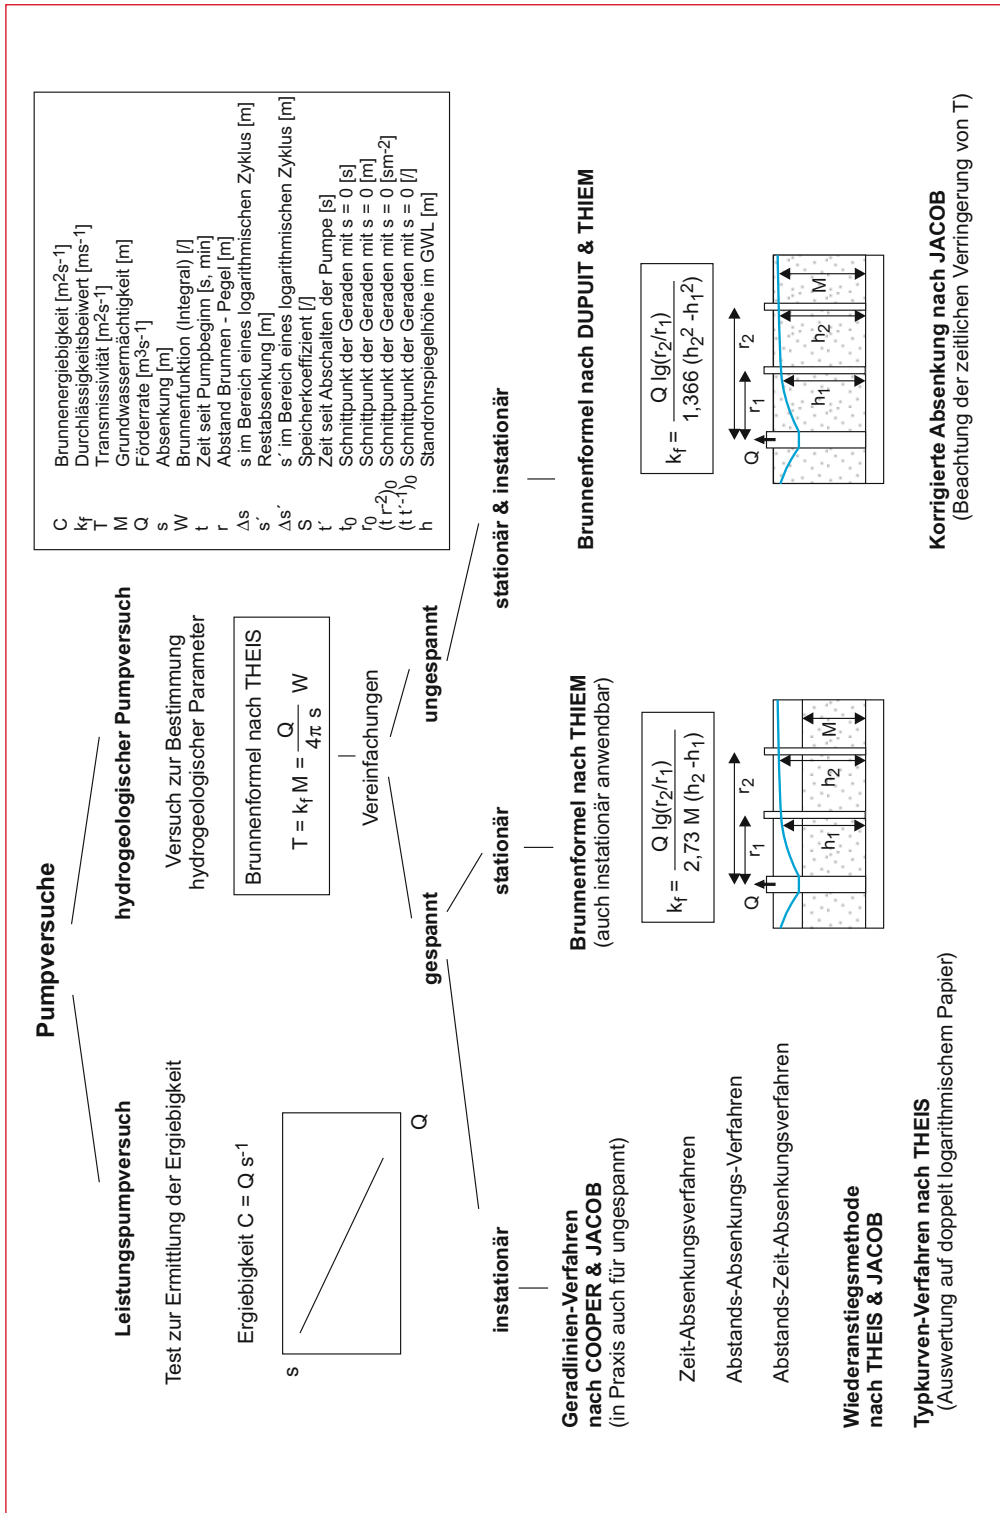 Pumpversuche
Leistungspumpversuch
Test zur Ermittlung der Ergiebigkeit
Ergiebigkeit C = Q s-1
s
Q
hydrogeologischer Pumpversuch
Versuch zur Bestimmung
hydrogeologischer Parameter
Brunnenformel nach THEIS
T = kf M = Q / 4π s W
Vereinfachungen
gespannt
ungespannt
instationär
stationär
stationär & instationär
Geradlinien-Verfahren
nach COOPER & JACOB
(in Praxis auch für ungespannt)
Zeit-Absenkungsverfahren
Abstands-Absenkungs-Verfahren
Abstands-Zeit-Absenkungsverfahren
Wiederanstiegsmethode
nach THEIS & JACOB
Typkurven-Verfahren nach THEIS
(Auswertung auf doppelt logarithmischem Papier)
Brunnenformel nach THIEM
(auch instationär anwendbar)
kf = Q lg(r2/r1) / 2,73 M (h2 -h1)
Q
r1
r2
h1
h2
M
Brunnenformel nach DUPUIT & THIEM
kf = Q lg(r2/r1) / 1,366 (h2² -h1²)
Q
r1
r2
h1
h2
M
Korrigierte Absenkung nach JACOB
(Beachtung der zeitlichen Verringerung von T)
C Brunnenergiebigkeit [m2s-1]
kf Durchlässigkeitsbeiwert [ms-1]
T Transmissivität [m2s-1]
M Grundwassermächtigkeit [m]
Q Förderrate [m3s-1]
s Absenkung [m]
W Brunnenfunktion (Integral) [/]
t Zeit seit Pumpbeginn [s, min]
r Abstand Brunnen - Pegel [m]
Δs s im Bereich eines logarithmischen Zyklus [m]
s´ Restabsenkung [m]
Δs´ s´ im Bereich eines logarithmischen Zyklus [m]
S Speicherkoeffizient [/]
t´ Zeit seit Abschalten der Pumpe [s]
t0 Schnittpunkt der Geraden mit s = 0 [s]
r0 Schnittpunkt der Geraden mit s = 0 [m]
(t r-2)0 Schnittpunkt der Geraden mit s = 0 [sm-2]
(t t´-1)0 Schnittpunkt der Geraden mit s = 0 [/]
h Standrohrspiegelhöhe im GWL [m]